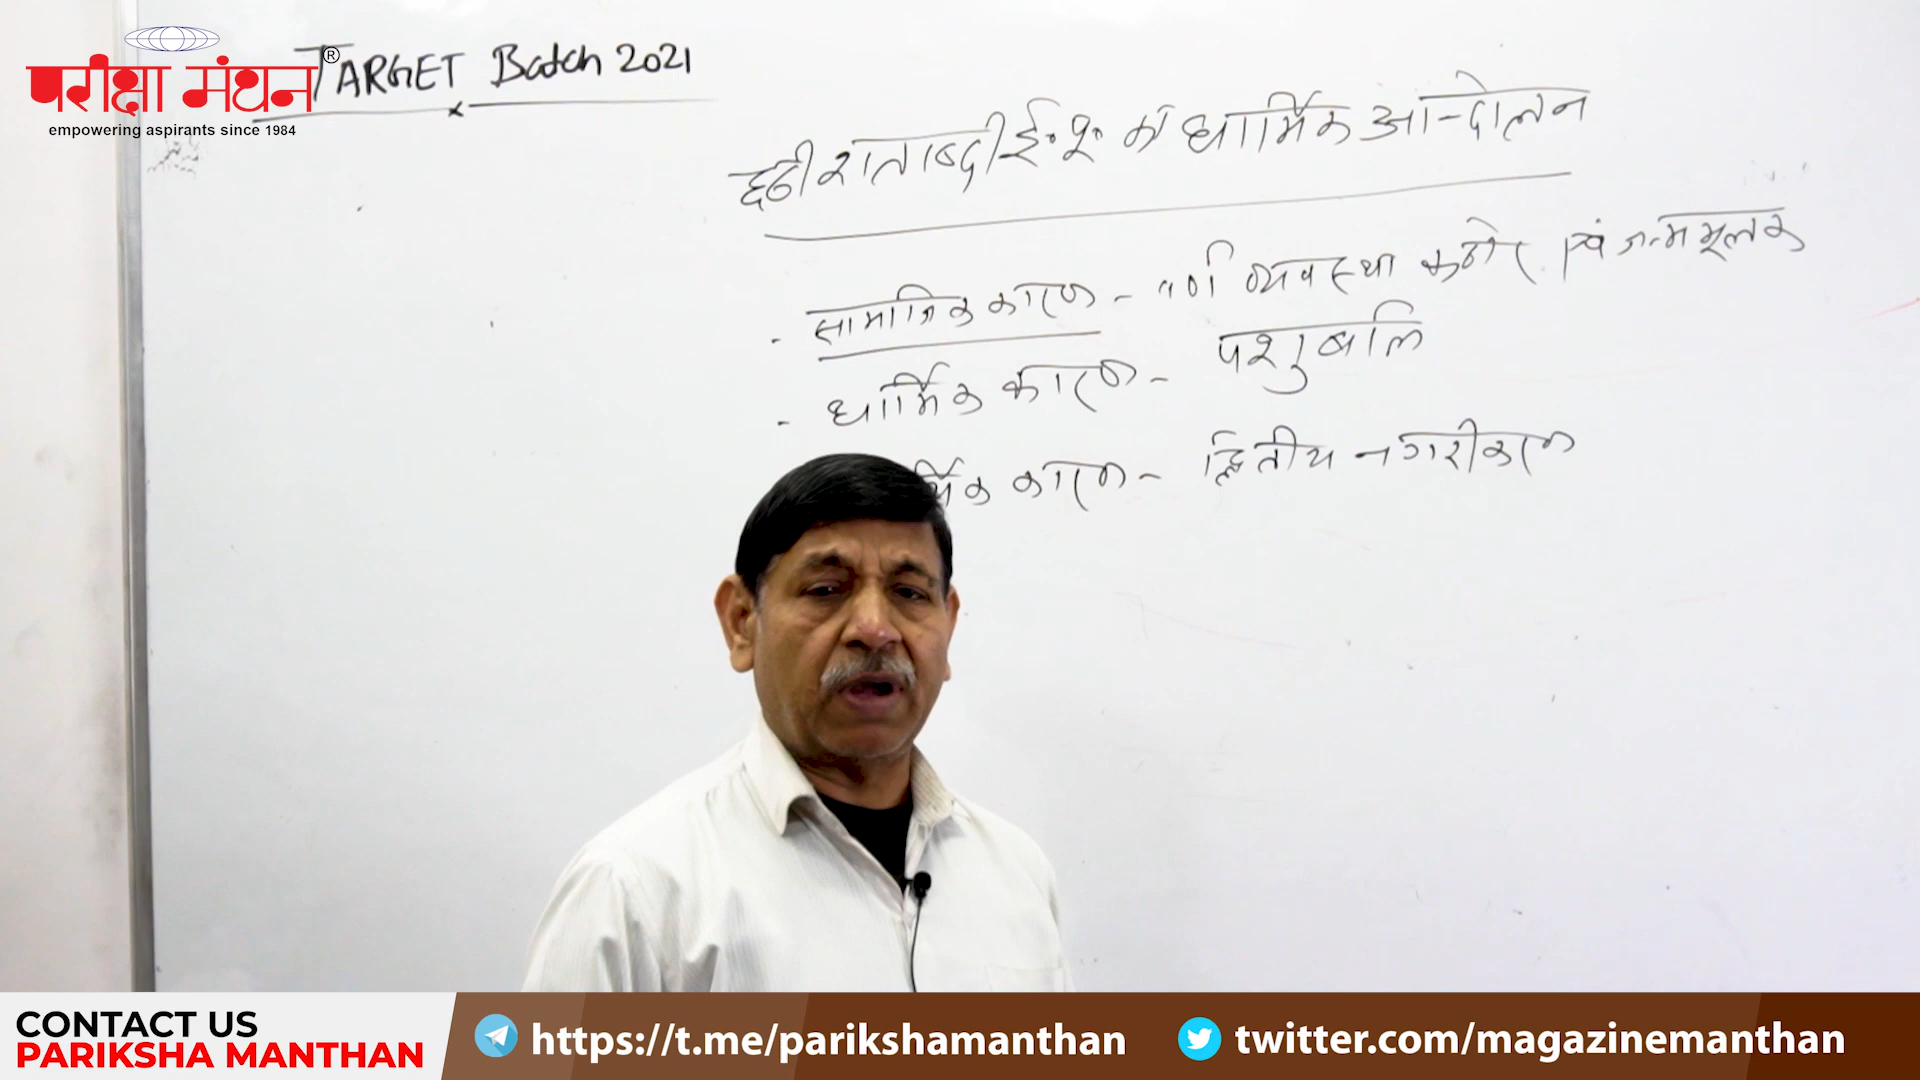 परीक्षा मंथन®
empowering aspirants since 1984
TARGET Batch 2021
छठी शताब्दी ई॰पू॰ के धार्मिक आन्दोलन
- सामाजिक कारण - वर्ण व्यवस्था कठोर एवं जन्ममूलक
- धार्मिक कारण - पशुबलि
र्थिक कारण - द्वितीय नगरीकरण
CONTACT US
PARIKSHA MANTHAN
https://t.me/parikshamanthan
twitter.com/magazinemanthan